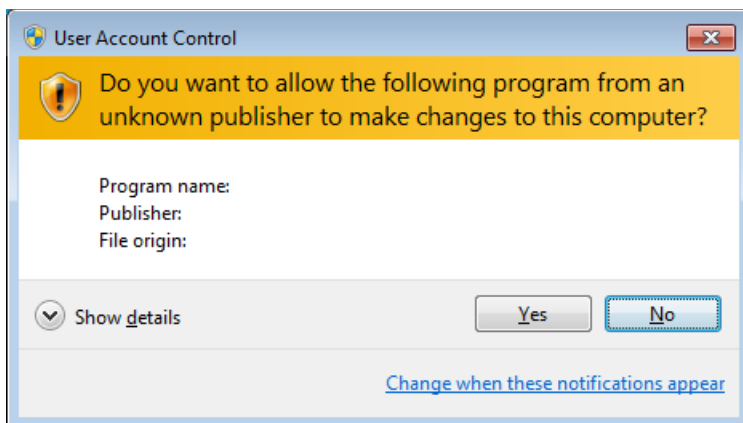 User Account Control
Do you want to allow the following program from an
unknown publisher to make changes to this computer?
Program name:
Publisher:
File origin:
Show details
Yes
No
Change when these notifications appear